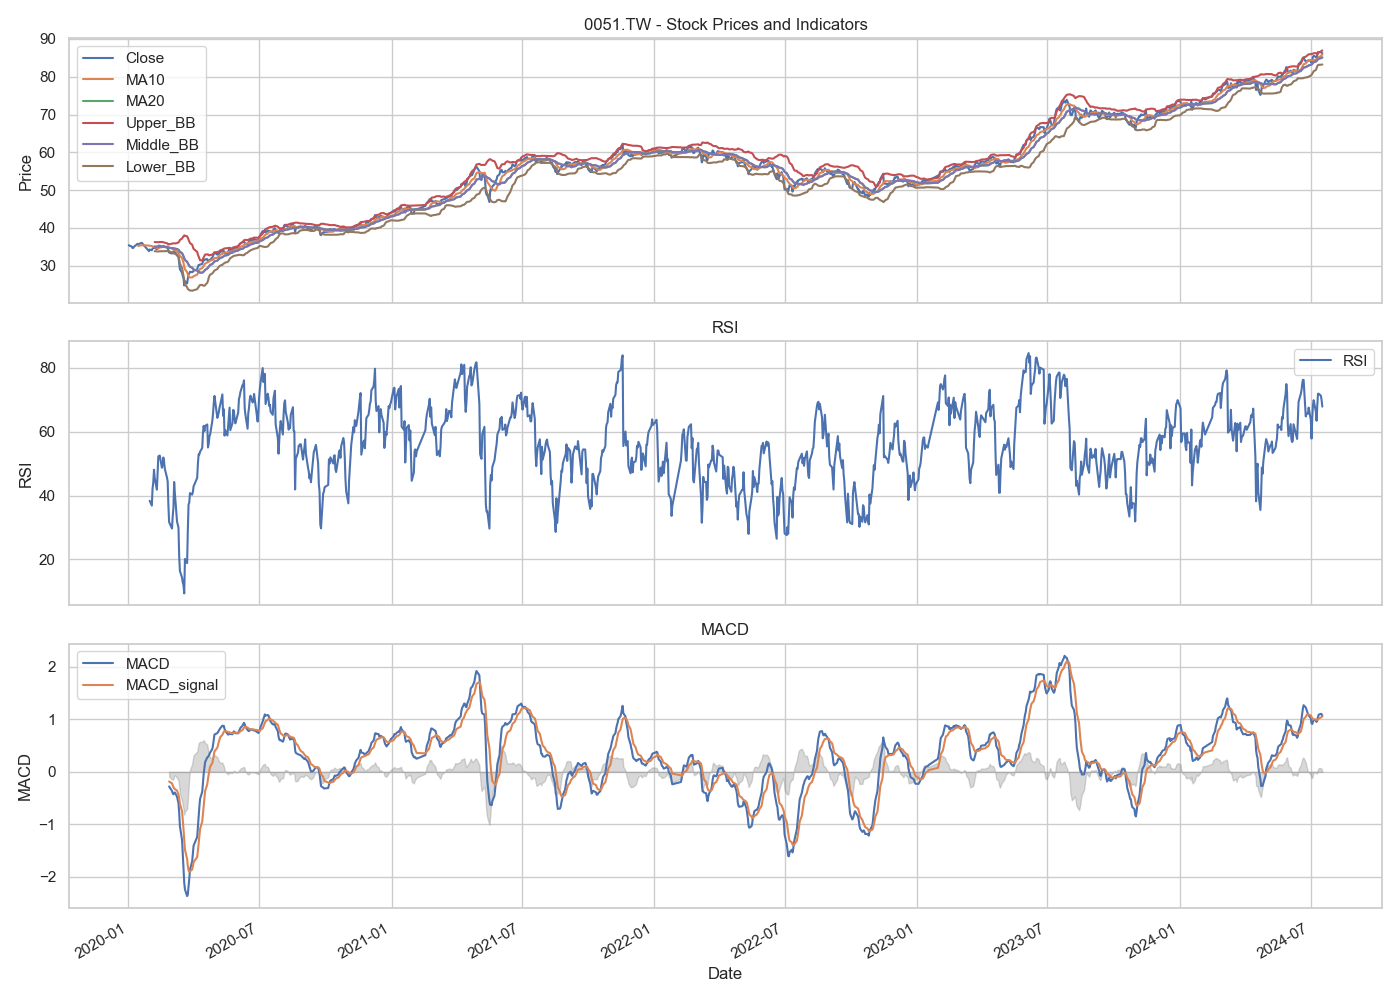 0051.TW - Stock Prices and Indicators
Price
90
80
70
60
50
40
30
Close
MA10
MA20
Upper_BB
Middle_BB
Lower_BB
RSI
RSI
80
60
40
20
RSI
MACD
MACD
2
1
0
−1
−2
MACD
MACD_signal
2020-01
2020-07
2021-01
2021-07
2022-01
2022-07
2023-01
2023-07
2024-01
2024-07
Date